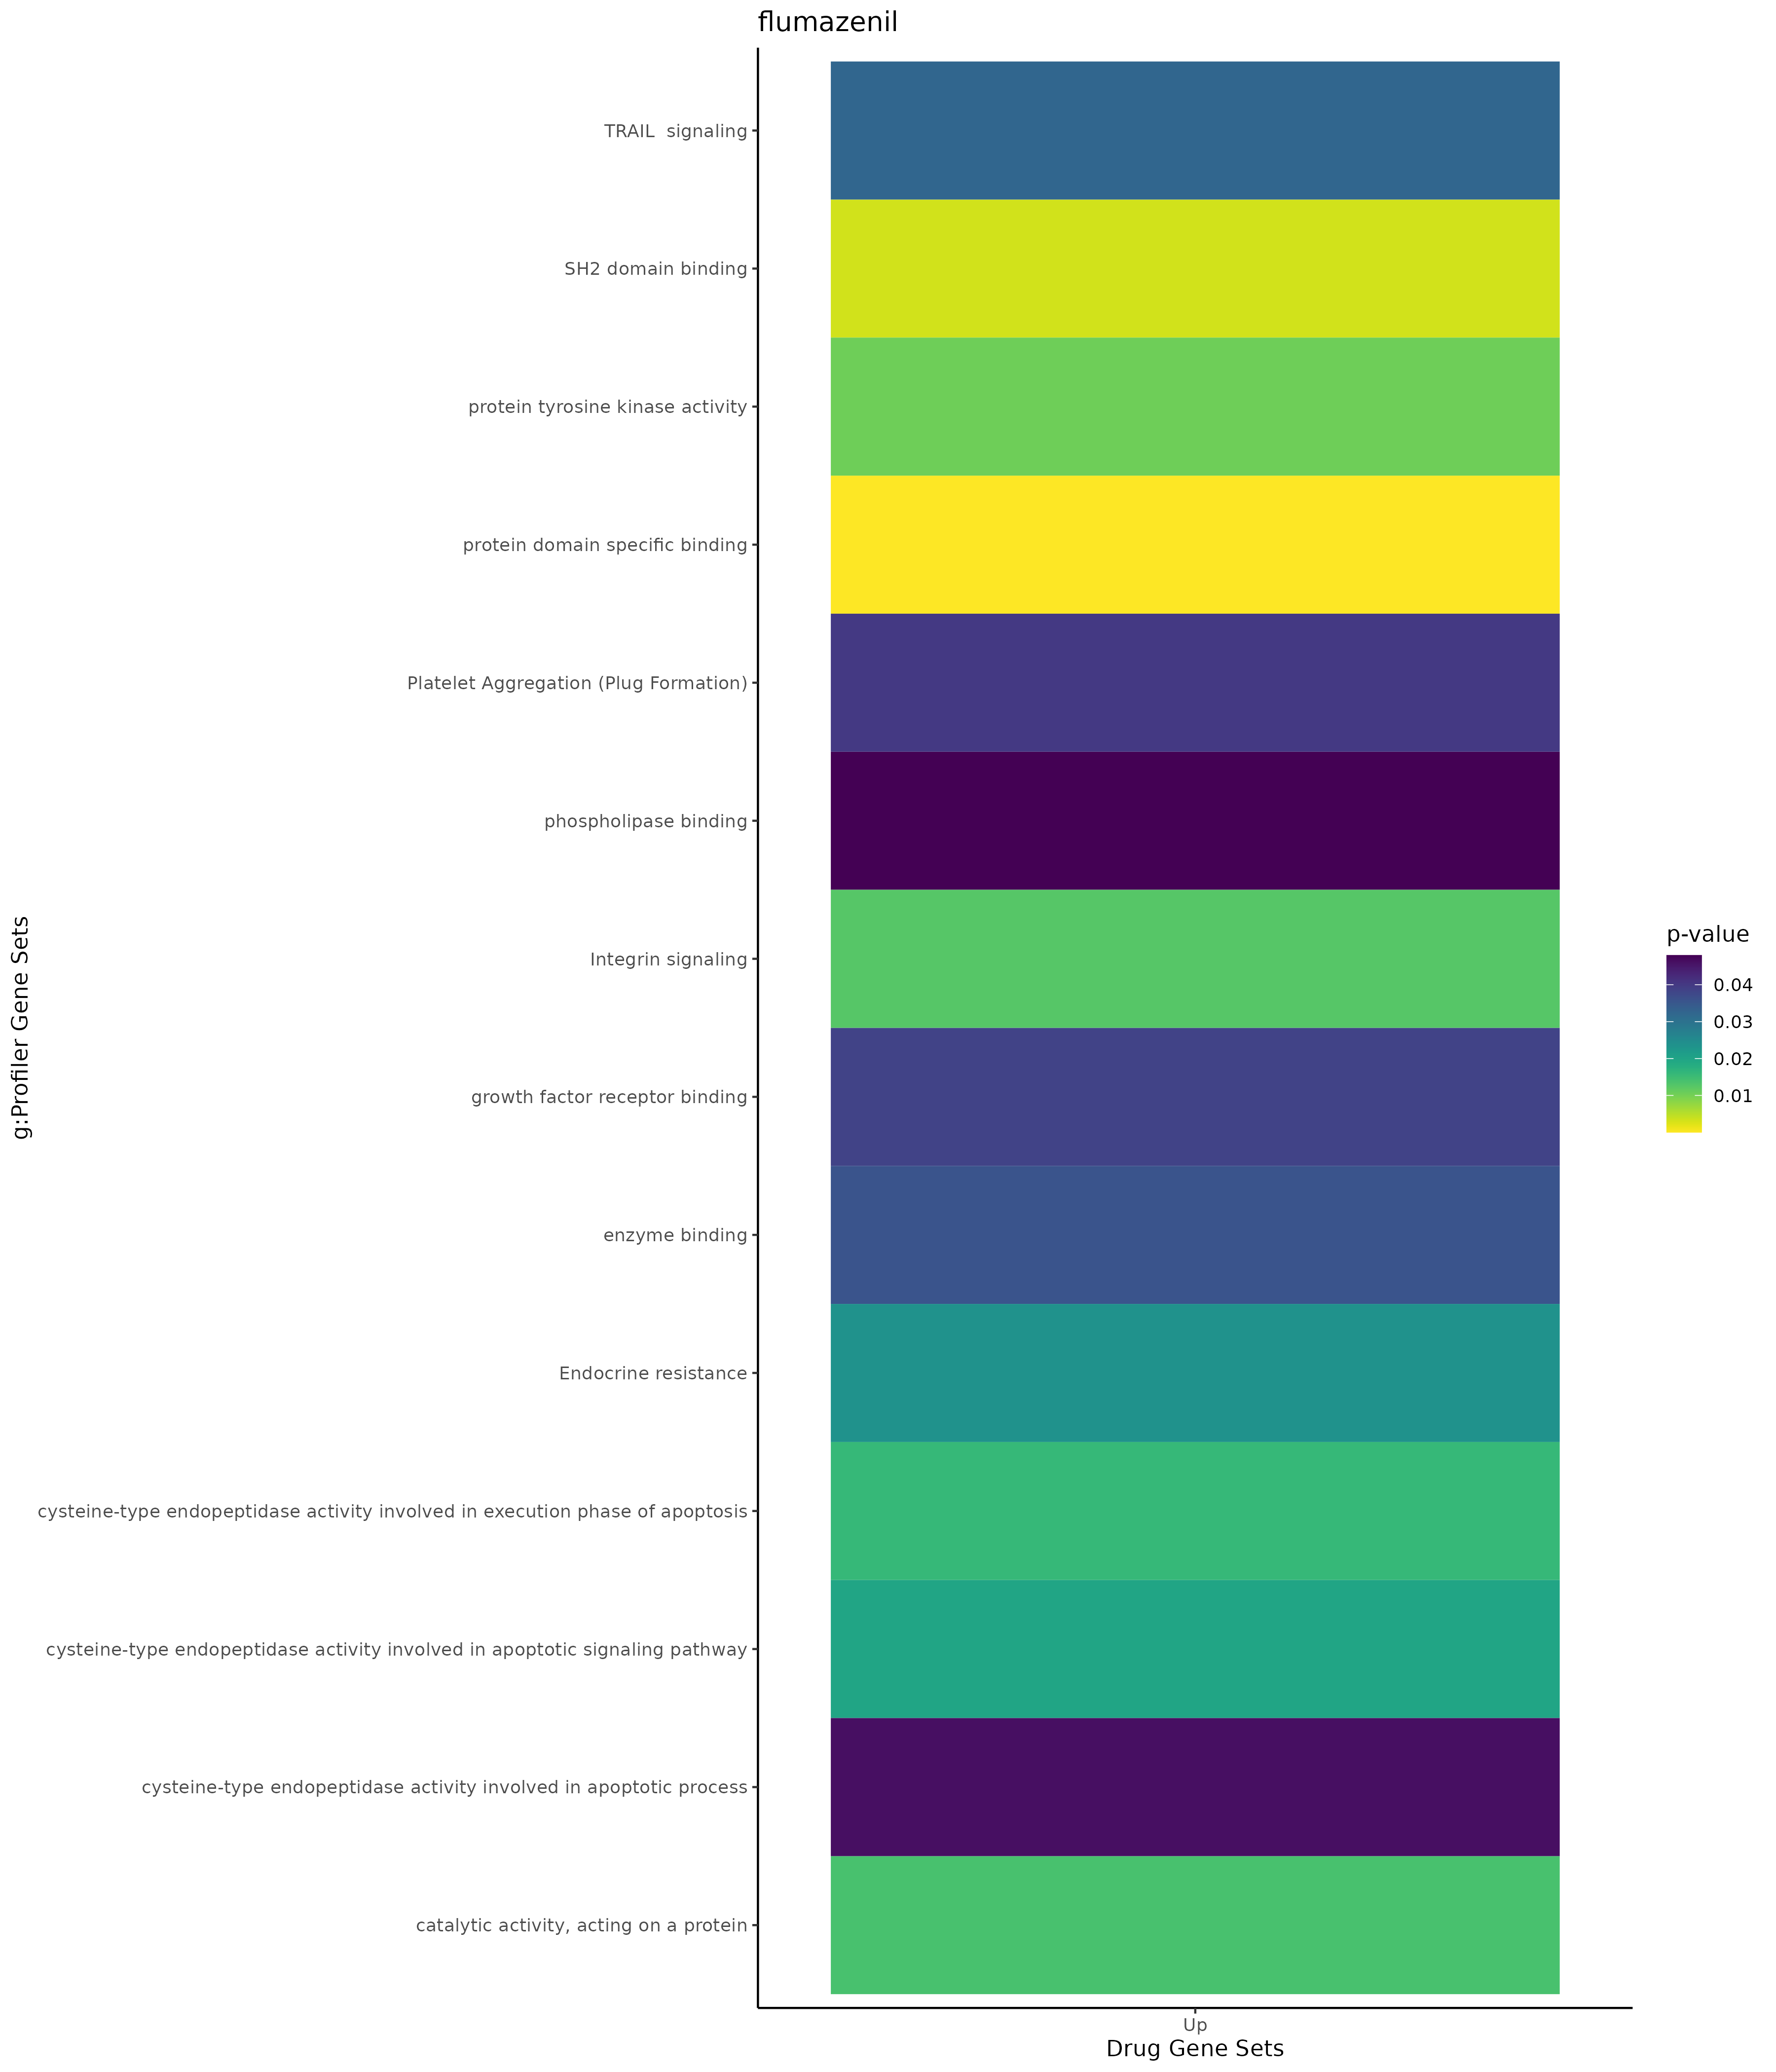 flumazenil
TRAIL  signaling
SH2 domain binding
protein tyrosine kinase activity
protein domain specific binding
Platelet Aggregation (Plug Formation)
phospholipase binding
Integrin signaling
growth factor receptor binding
enzyme binding
Endocrine resistance
cysteine-type endopeptidase activity involved in execution phase of apoptosis
cysteine-type endopeptidase activity involved in apoptotic signaling pathway
cysteine-type endopeptidase activity involved in apoptotic process
catalytic activity, acting on a protein
g:Profiler Gene Sets
Up
Drug Gene Sets
p-value
0.04
0.03
0.02
0.01